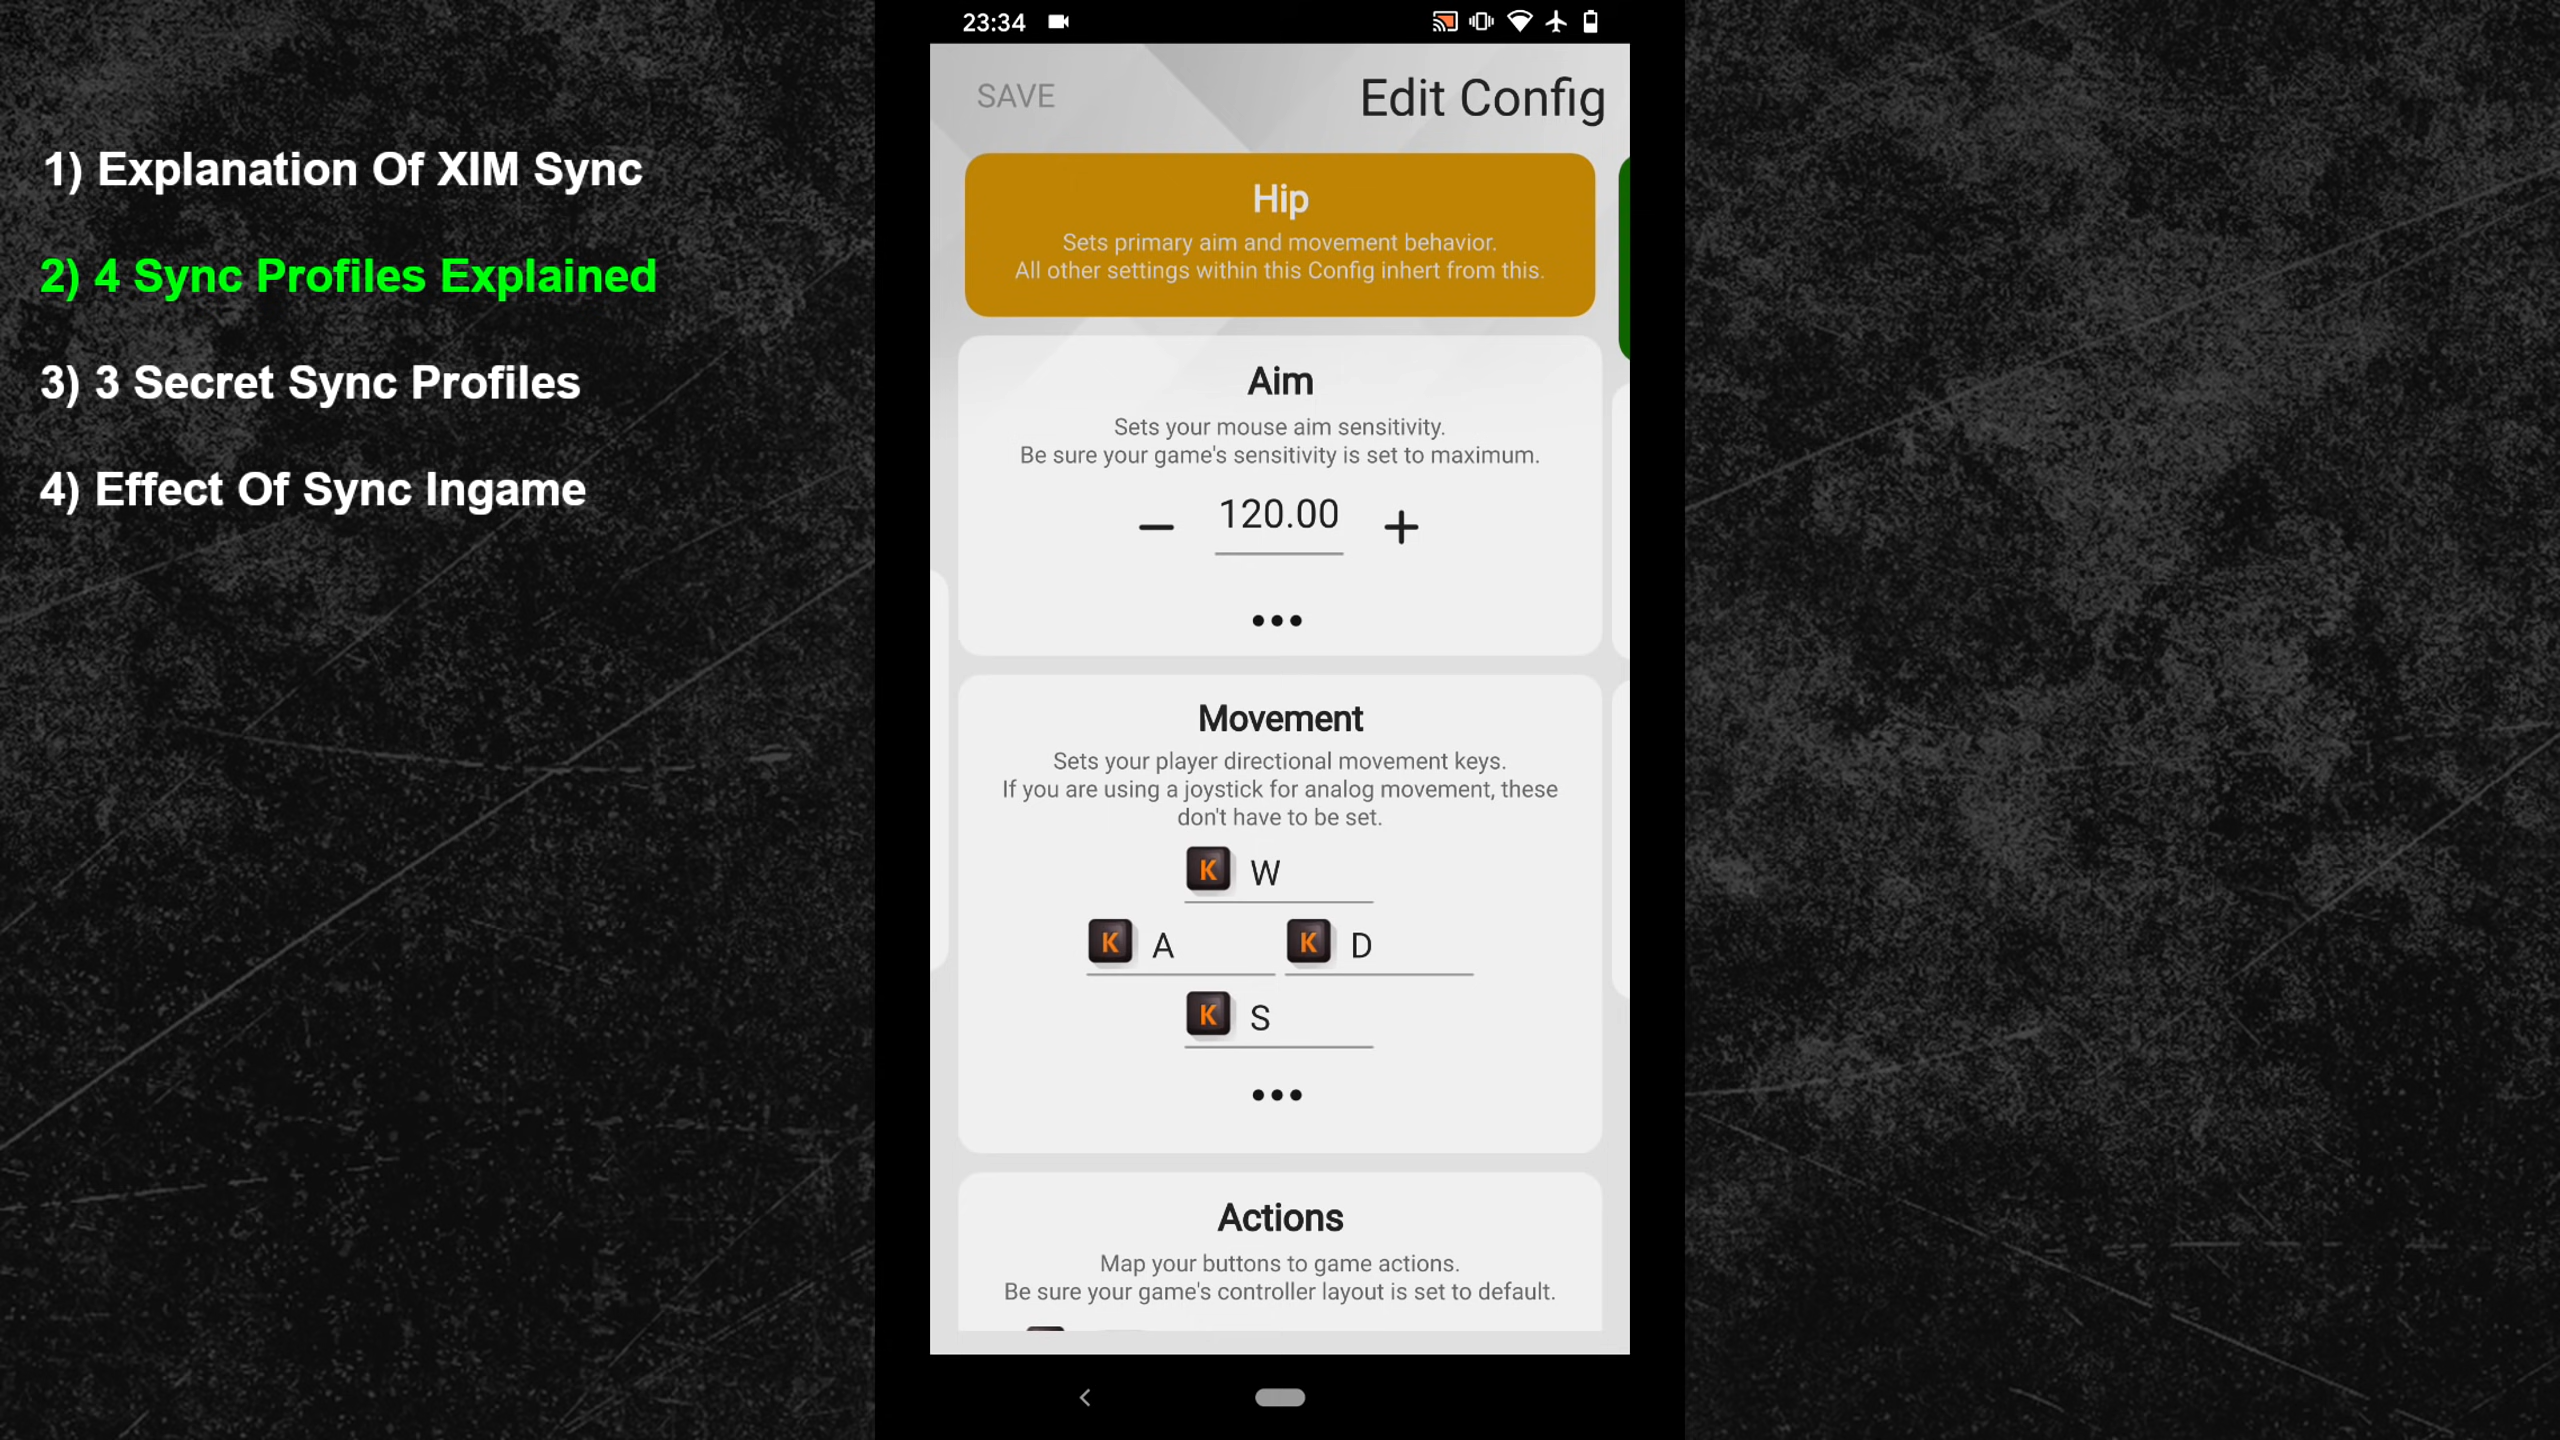 1) Explanation Of XIM Sync
2) 4 Sync Profiles Explained
3) 3 Secret Sync Profiles
4) Effect Of Sync Ingame
23:34
SAVE
Edit Config
Hip
Sets primary aim and movement behavior.
All other settings within this Config inhert from this.
Aim
Sets your mouse aim sensitivity.
Be sure your game's sensitivity is set to maximum.
− 120.00 +
•••
Movement
Sets your player directional movement keys.
If you are using a joystick for analog movement, these
don't have to be set.
K W
K A K D
K S
•••
Actions
Map your buttons to game actions.
Be sure your game's controller layout is set to default.